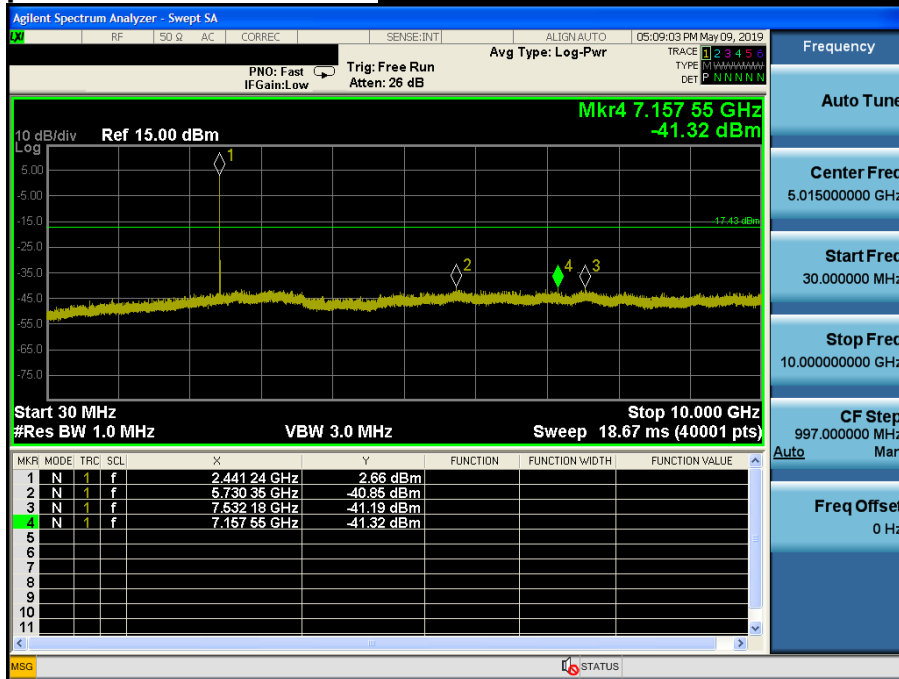 Agilent Spectrum Analyzer - Swept SA
LXI RF 50 Ω AC CORREC SENSE:INT ALIGN AUTO 05:09:03 PM May 09, 2019
PNO: Fast
IFGain:Low
Trig: Free Run
Atten: 26 dB
Avg Type: Log-Pwr
TRACE 1 2 3 4 5 6
TYPE M WWWWW
DET P N N N N N
Frequency
Mkr4 7.157 55 GHz
-41.32 dBm
10 dB/div
Log
Ref 15.00 dBm
5.00
-5.00
-15.0
-25.0
-35.0
-45.0
-55.0
-65.0
-75.0
1
2
4
3
-17.43 dBm
Start 30 MHz
Stop 10.000 GHz
#Res BW 1.0 MHz
VBW 3.0 MHz
Sweep 18.67 ms (40001 pts)
MKR MODE TRC SCL X Y FUNCTION FUNCTION WIDTH FUNCTION VALUE
1 N 1 f 2.441 24 GHz 2.66 dBm
2 N 1 f 5.730 35 GHz -40.85 dBm
3 N 1 f 7.532 18 GHz -41.19 dBm
4 N 1 f 7.157 55 GHz -41.32 dBm
5
6
7
8
9
10
11
Auto Tune
Center Freq
5.015000000 GHz
Start Freq
30.000000 MHz
Stop Freq
10.000000000 GHz
CF Step
997.000000 MHz
Auto Man
Freq Offset
0 Hz
MSG
STATUS